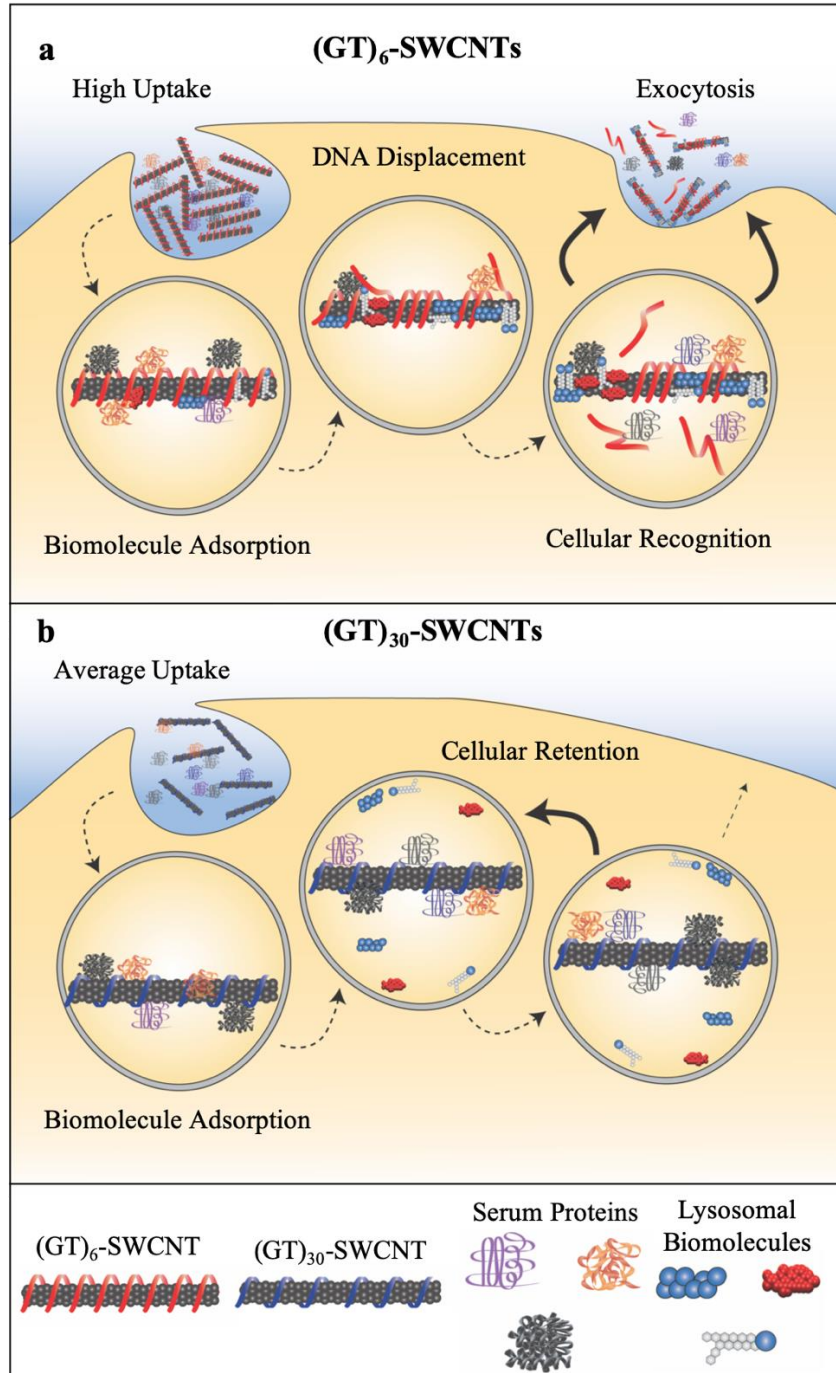 a
(GT)₆-SWCNTs
High Uptake
Exocytosis
DNA Displacement
Biomolecule Adsorption
Cellular Recognition
b
(GT)₃₀-SWCNTs
Average Uptake
Cellular Retention
Biomolecule Adsorption
(GT)₆-SWCNT
(GT)₃₀-SWCNT
Serum Proteins
Lysosomal
Biomolecules